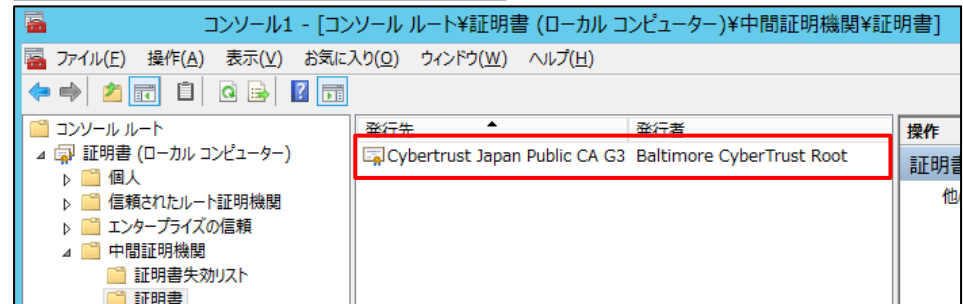 コンソール1 - [コンソール ルート¥証明書 (ローカル コンピューター)¥中間証明機関¥証明書]
ファイル(F) 操作(A) 表示(V) お気に入り(O) ウィンドウ(W) ヘルプ(H)
コンソール ルート
証明書 (ローカル コンピューター)
個人
信頼されたルート証明機関
エンタープライズの信頼
中間証明機関
証明書失効リスト
証明書
発行先 発行者
Cybertrust Japan Public CA G3 Baltimore CyberTrust Root
操作
証明書
他